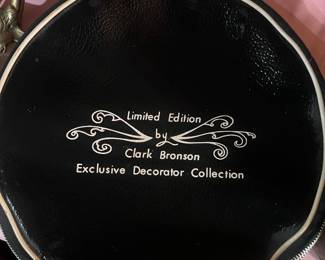 Limited Edition
by
Clark Bronson
Exclusive Decorator Collection